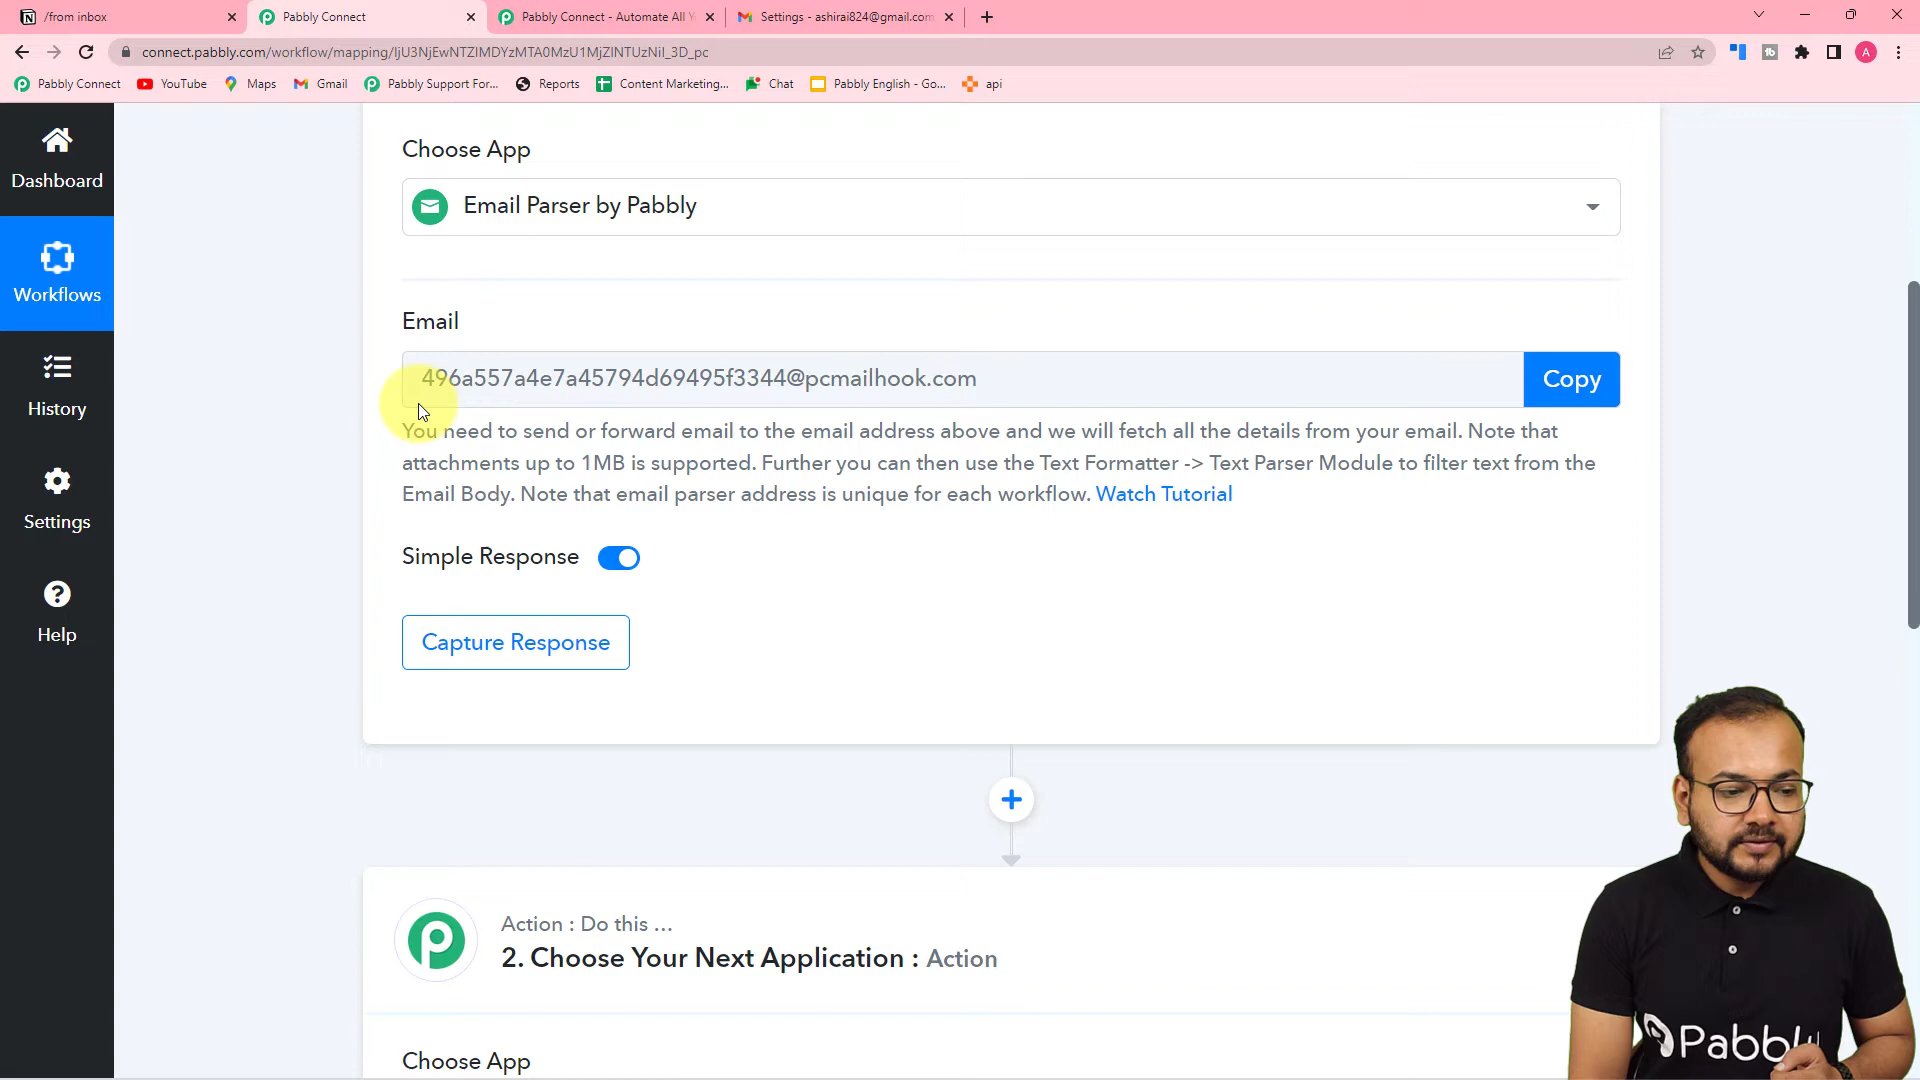 /from inbox
Pabbly Connect
Pabbly Connect - Automate All Y
Settings - ashirai824@gmail.com
connect.pabbly.com/workflow/mapping/IjU3NjEwNTZlMDYzMTA0MzU1MjZlNTUzNiI_3D_pc
A
Pabbly Connect
YouTube
Maps
Gmail
Pabbly Support For...
Reports
Content Marketing...
Chat
Pabbly English - Go...
api
Dashboard
Workflows
History
Settings
Help
Choose App
Email Parser by Pabbly
Email
496a557a4e7a45794d69495f3344@pcmailhook.com
Copy
You need to send or forward email to the email address above and we will fetch all the details from your email. Note that
attachments up to 1MB is supported. Further you can then use the Text Formatter -> Text Parser Module to filter text from the
Email Body. Note that email parser address is unique for each workflow. Watch Tutorial
Simple Response
Capture Response
Action : Do this ...
2. Choose Your Next Application : Action
Choose App
Pabbly